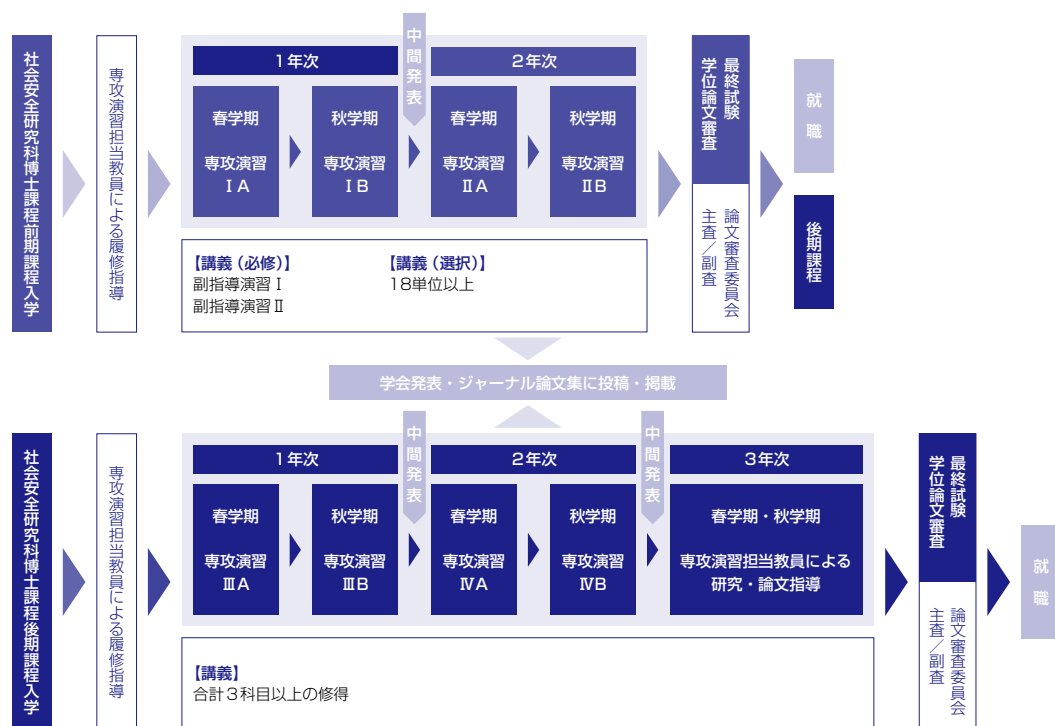 社会安全研究科博士課程前期課程入学
専攻演習担当教員による履修指導
1年次
中間発表
2年次
春学期
専攻演習
ⅠA
秋学期
専攻演習
ⅠB
春学期
専攻演習
ⅡA
秋学期
専攻演習
ⅡB
【講義(必修)】
副指導演習Ⅰ
副指導演習Ⅱ
【講義(選択)】
18単位以上
最終試験
学位論文審査
論文審査委員会
主査/副査
就職
後期課程
学会発表・ジャーナル論文集に投稿・掲載
社会安全研究科博士課程後期課程入学
専攻演習担当教員による履修指導
1年次
中間発表
2年次
中間発表
3年次
春学期
専攻演習
ⅢA
秋学期
専攻演習
ⅢB
春学期
専攻演習
ⅣA
秋学期
専攻演習
ⅣB
春学期・秋学期
専攻演習担当教員による
研究・論文指導
【講義】
合計3科目以上の修得
最終試験
学位論文審査
論文審査委員会
主査/副査
就職